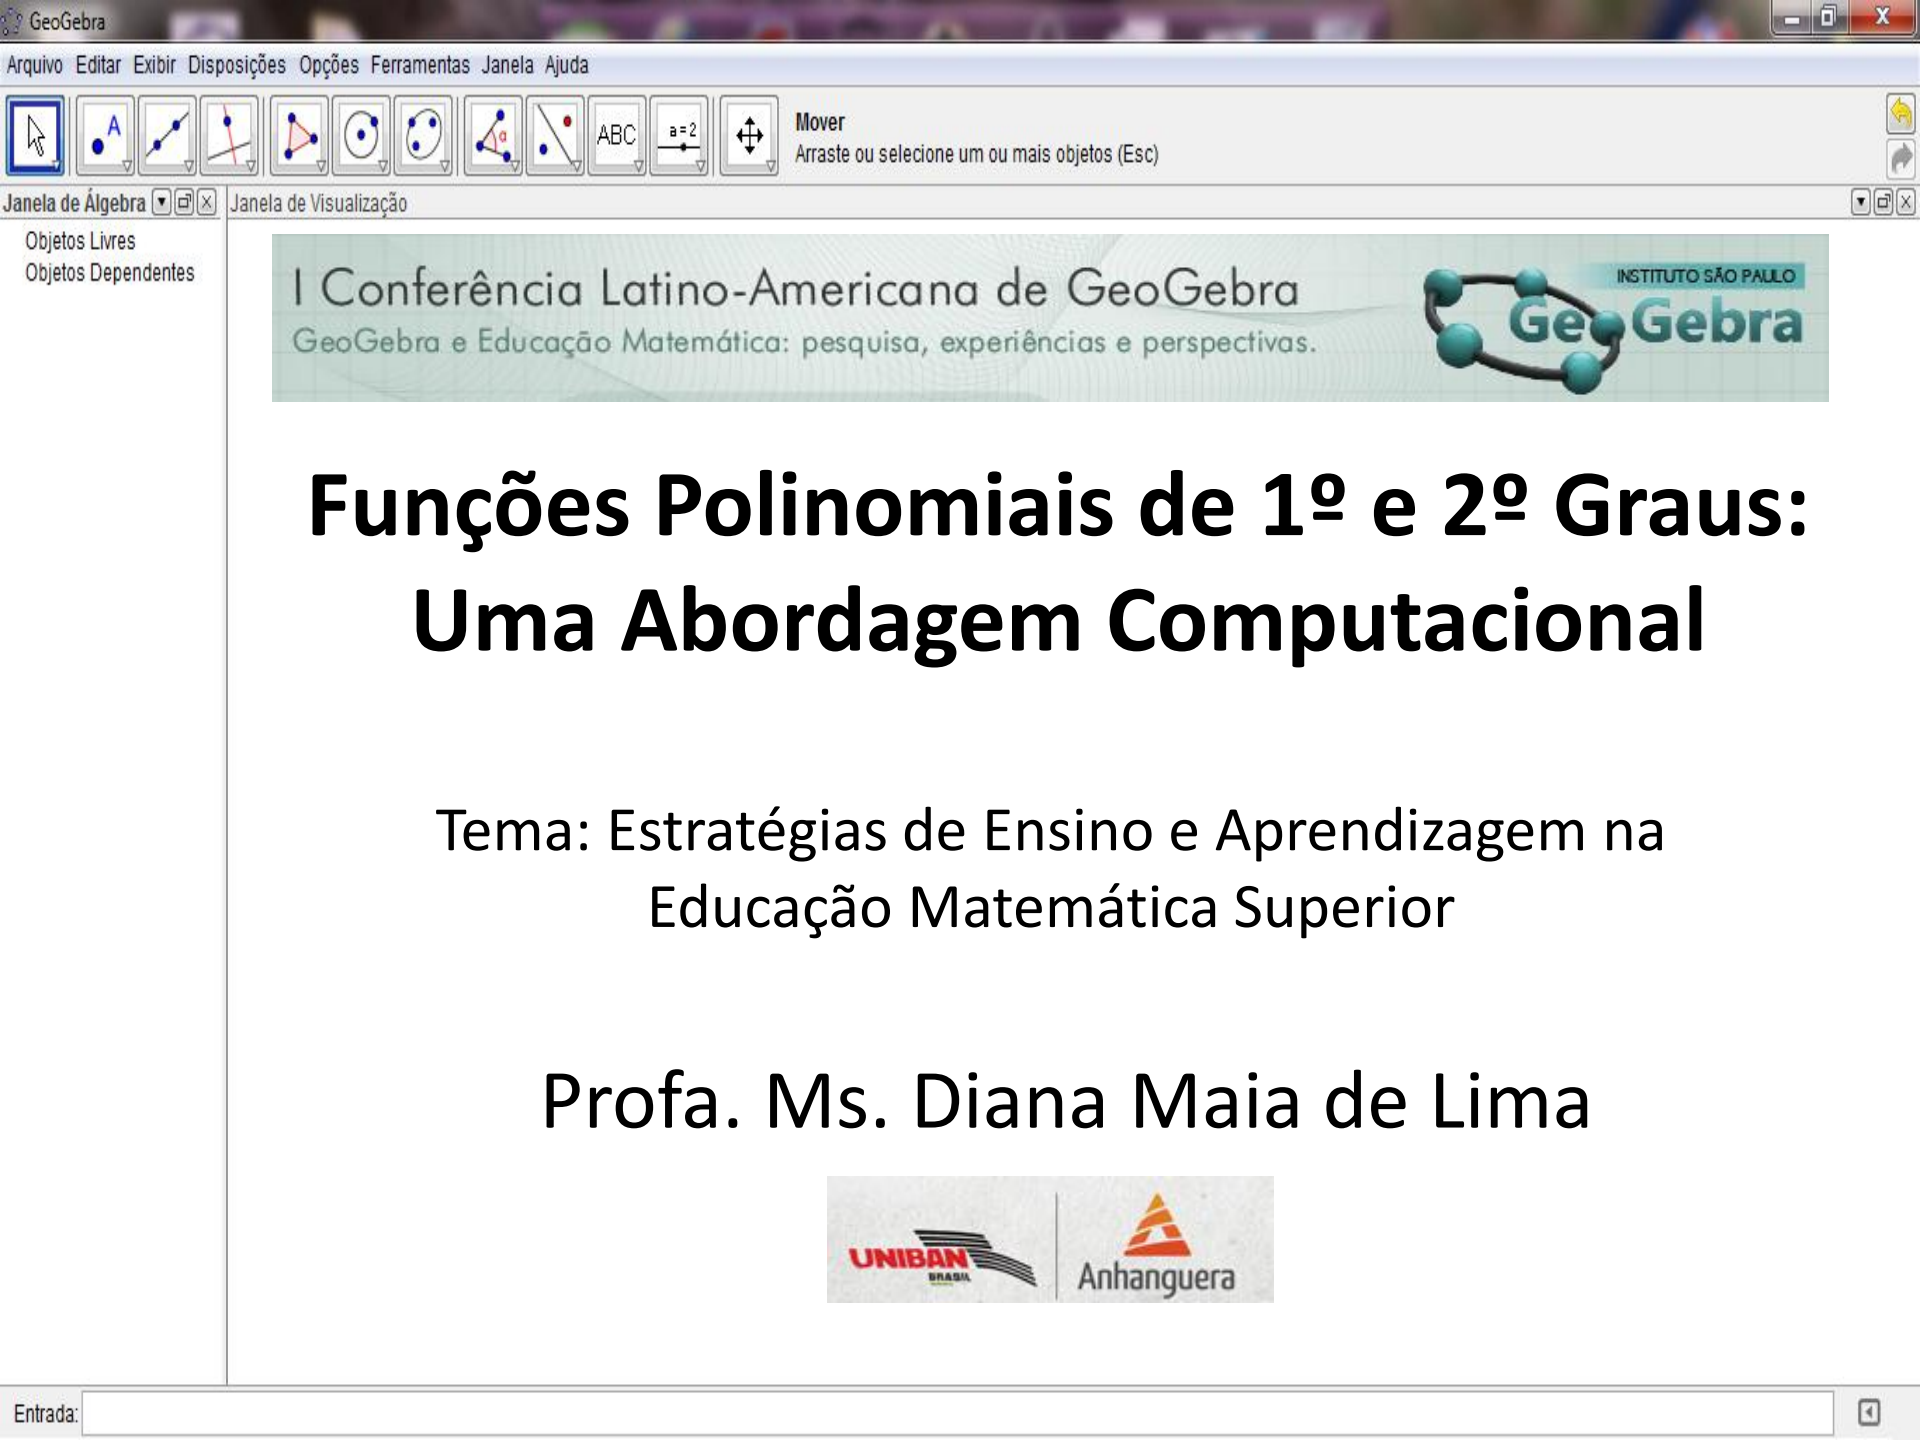 GeoGebra
Arquivo Editar Exibir Disposições Opções Ferramentas Janela Ajuda
A
α
ABC
a=2
Mover
Arraste ou selecione um ou mais objetos (Esc)
Janela de Álgebra
Janela de Visualização
Objetos Livres
Objetos Dependentes
I Conferência Latino-Americana de GeoGebra
GeoGebra e Educação Matemática: pesquisa, experiências e perspectivas.
INSTITUTO SÃO PAULO
GeoGebra
Funções Polinomiais de 1º e 2º Graus:
Uma Abordagem Computacional
Tema: Estratégias de Ensino e Aprendizagem na
Educação Matemática Superior
Profa. Ms. Diana Maia de Lima
UNIBAN
BRASIL
Anhanguera
Entrada: